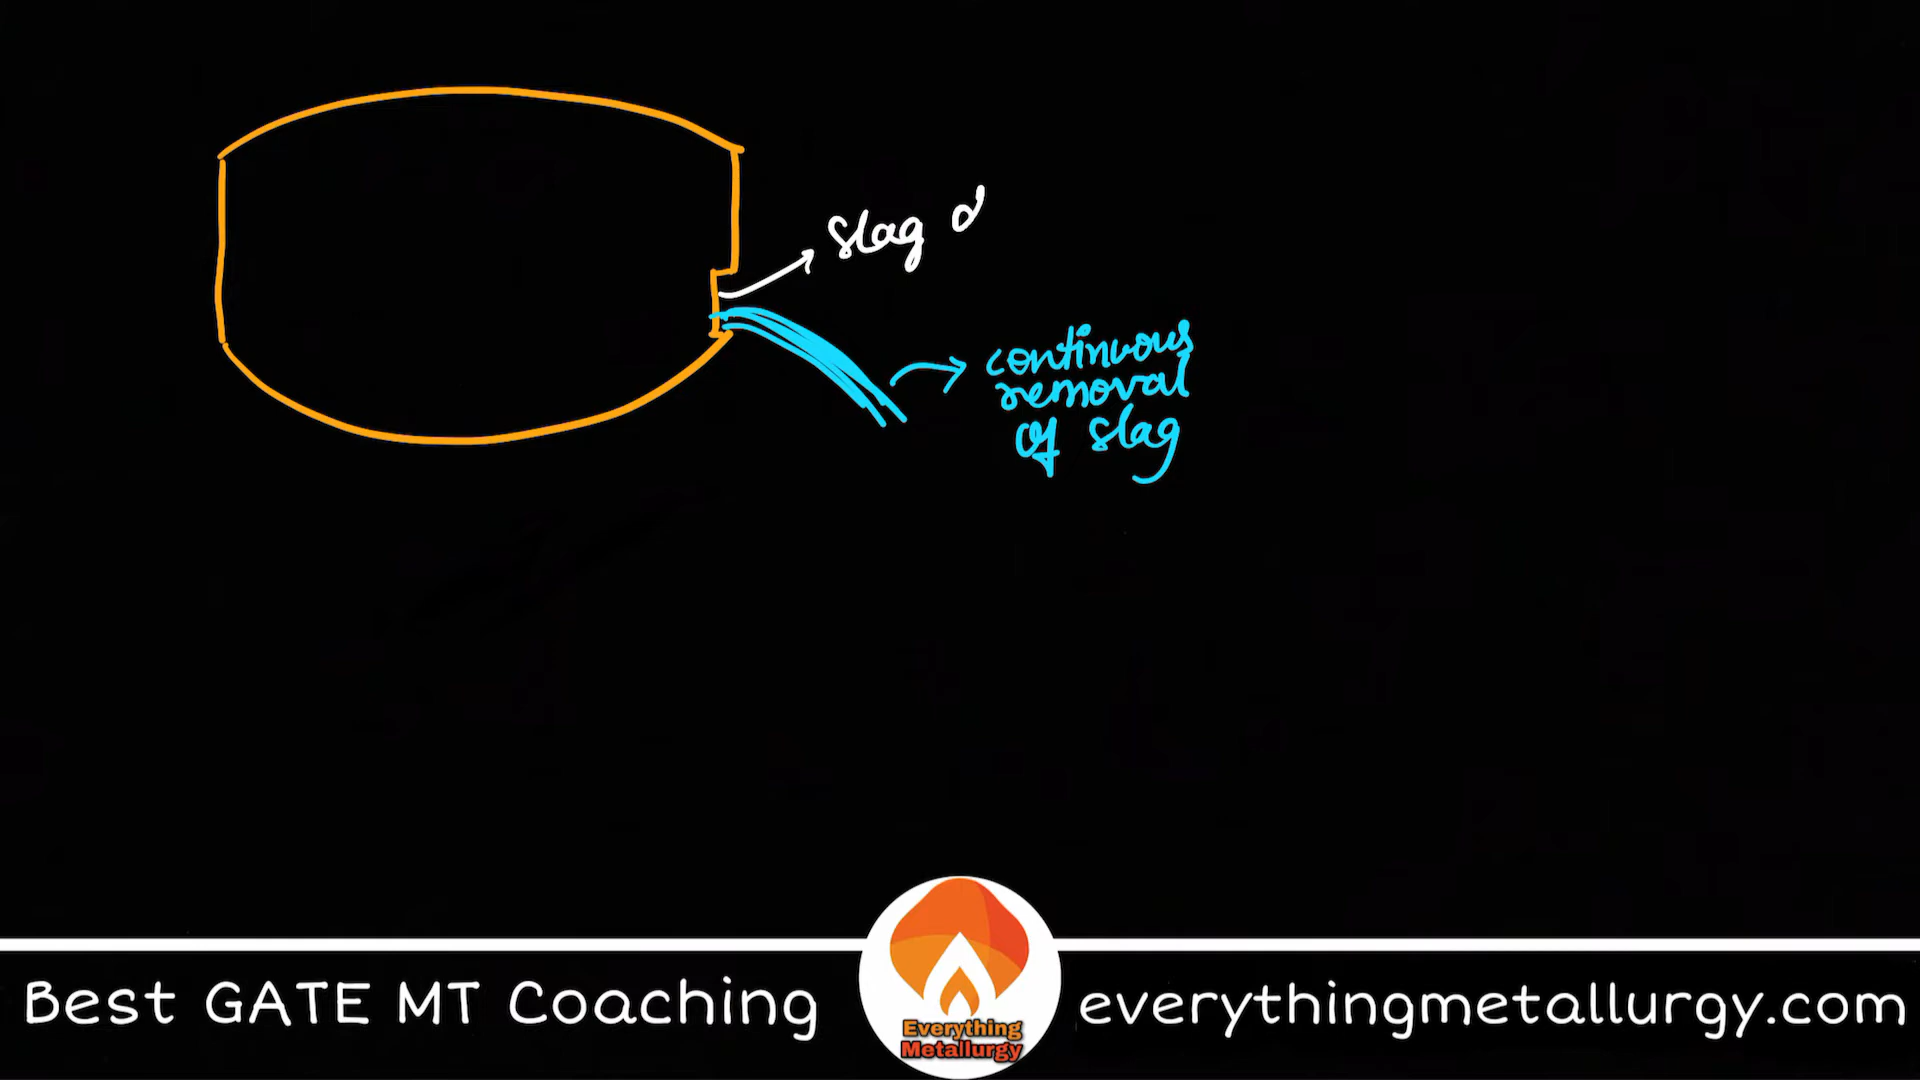 slag d
continuous
removal
of slag
Best GATE MT Coaching
Everything
Metallurgy
everythingmetallurgy.com